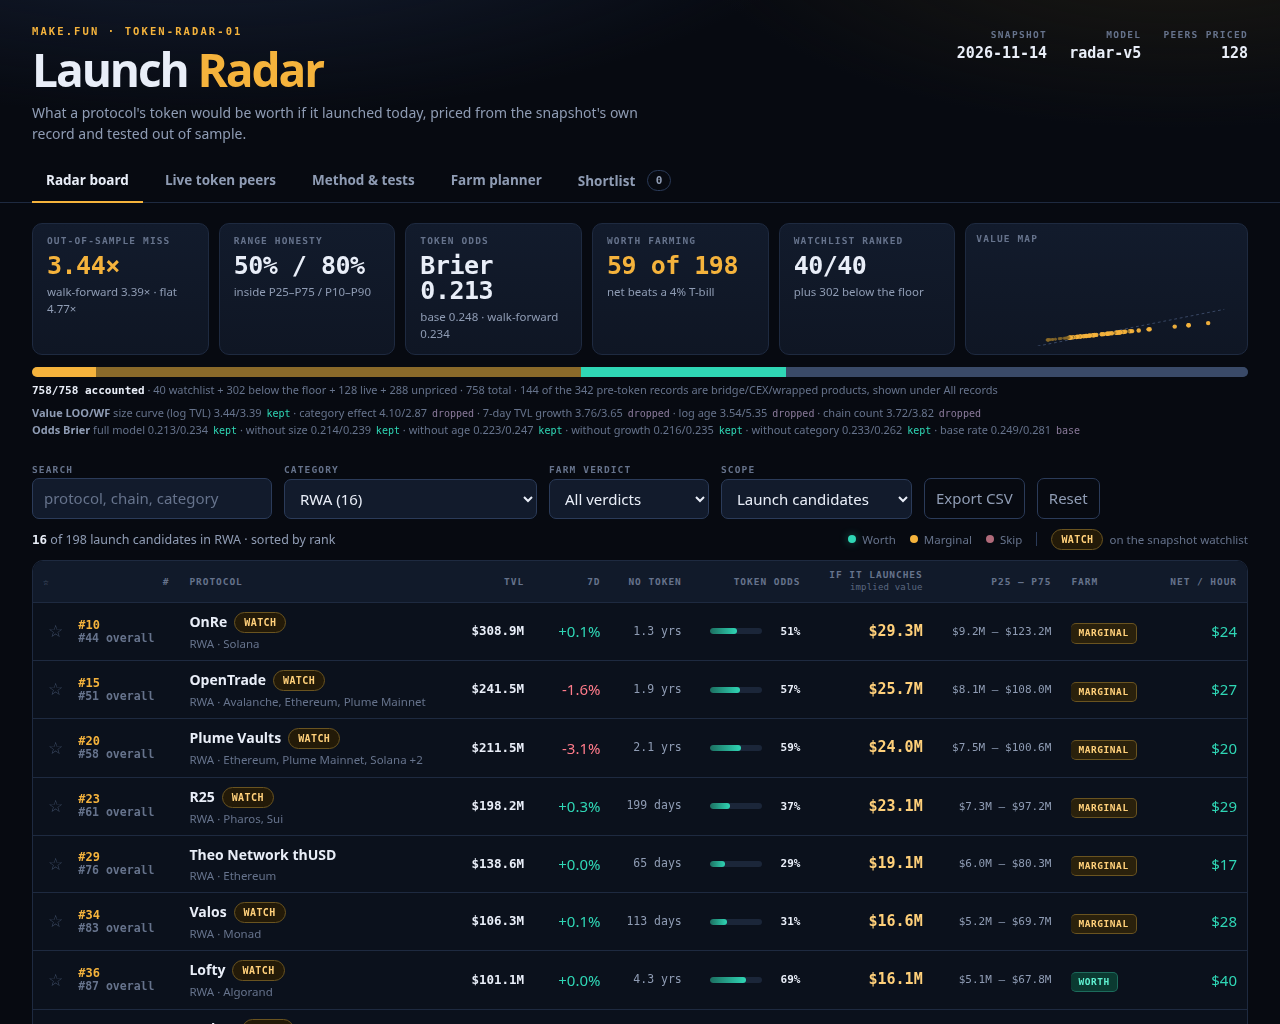 MAKE.FUN · TOKEN-RADAR-01
Launch Radar
What a protocol's token would be worth if it launched today, priced from the snapshot's own
record and tested out of sample.
SNAPSHOT
2026-11-14
MODEL
radar-v5
PEERS PRICED
128
Radar board
Live token peers
Method & tests
Farm planner
Shortlist 0
OUT-OF-SAMPLE MISS
3.44×
walk-forward 3.39× · flat
4.77×
RANGE HONESTY
50% / 80%
inside P25–P75 / P10–P90
TOKEN ODDS
Brier
0.213
base 0.248 · walk-forward
0.234
WORTH FARMING
59 of 198
net beats a 4% T-bill
WATCHLIST RANKED
40/40
plus 302 below the floor
VALUE MAP
758/758 accounted · 40 watchlist + 302 below the floor + 128 live + 288 unpriced · 758 total · 144 of the 342 pre-token records are bridge/CEX/wrapped products, shown under All records
Value LOO/WF size curve (log TVL) 3.44/3.39 kept · category effect 4.10/2.87 dropped · 7-day TVL growth 3.76/3.65 dropped · log age 3.54/5.35 dropped · chain count 3.72/3.82 dropped
Odds Brier full model 0.213/0.234 kept · without size 0.214/0.239 kept · without age 0.223/0.247 kept · without growth 0.216/0.235 kept · without category 0.233/0.262 kept · base rate 0.249/0.281 base
SEARCH
protocol, chain, category
CATEGORY
RWA (16)
FARM VERDICT
All verdicts
SCOPE
Launch candidates
Export CSV
Reset
16 of 198 launch candidates in RWA · sorted by rank
Worth
Marginal
Skip
WATCH on the snapshot watchlist
# PROTOCOL TVL 7D NO TOKEN TOKEN ODDS IF IT LAUNCHES P25 — P75 FARM NET / HOUR
implied value
#10 OnRe WATCH $308.9M +0.1% 1.3 yrs 51% $29.3M $9.2M — $123.2M MARGINAL $24
#44 overall RWA · Solana
#15 OpenTrade WATCH $241.5M -1.6% 1.9 yrs 57% $25.7M $8.1M — $108.0M MARGINAL $27
#51 overall RWA · Avalanche, Ethereum, Plume Mainnet
#20 Plume Vaults WATCH $211.5M -3.1% 2.1 yrs 59% $24.0M $7.5M — $100.6M MARGINAL $20
#58 overall RWA · Ethereum, Plume Mainnet, Solana +2
#23 R25 WATCH $198.2M +0.3% 199 days 37% $23.1M $7.3M — $97.2M MARGINAL $29
#61 overall RWA · Pharos, Sui
#29 Theo Network thUSD $138.6M +0.0% 65 days 29% $19.1M $6.0M — $80.3M MARGINAL $17
#76 overall RWA · Ethereum
#34 Valos WATCH $106.3M +0.1% 113 days 31% $16.6M $5.2M — $69.7M MARGINAL $28
#83 overall RWA · Monad
#36 Lofty WATCH $101.1M +0.0% 4.3 yrs 69% $16.1M $5.1M — $67.8M WORTH $40
#87 overall RWA · Algorand